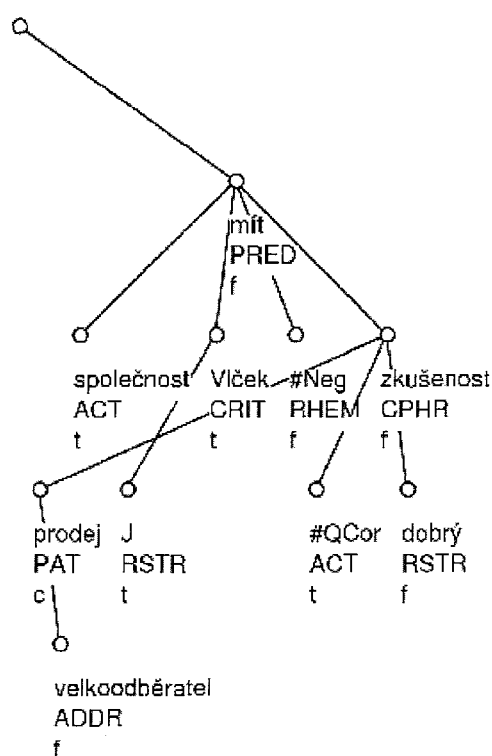 mít
PRED
f
společnost Vlček #Neg zkušenost
ACT CRIT RHEM CPHR
t t f f
prodej J #QCor dobrý
PAT RSTR ACT RSTR
c t t f
velkoodběratel
ADDR
f